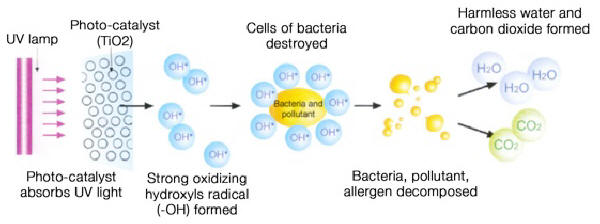 UV lamp
Photo-catalyst
(TiO2)
Photo-catalyst
absorbs UV light
OH*
OH*
OH*
OH*
OH*
Strong oxidizing
hydroxyls radical
(-OH) formed
Cells of bacteria
destroyed
OH*
OH*
OH*
OH*
OH*
OH*
OH*
OH*
Bacteria and
pollutant
Bacteria, pollutant,
allergen decomposed
Harmless water and
carbon dioxide formed
H2O
H2O
H2O
CO2
CO2